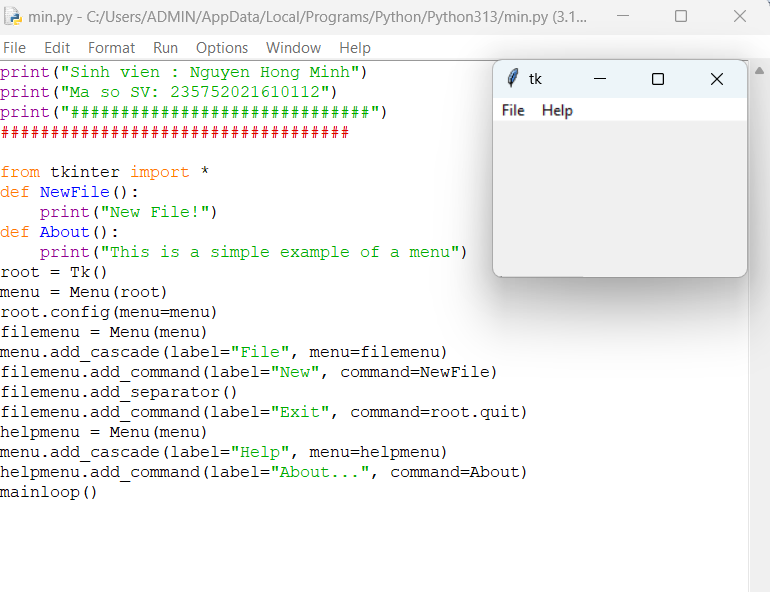 min.py - C:/Users/ADMIN/AppData/Local/Programs/Python/Python313/min.py (3.1...
File Edit Format Run Options Window Help
print("Sinh vien : Nguyen Hong Minh")
print("Ma so SV: 235752021610112")
print("##############################")
###################################
from tkinter import *
def NewFile():
    print("New File!")
def About():
    print("This is a simple example of a menu")
root = Tk()
menu = Menu(root)
root.config(menu=menu)
filemenu = Menu(menu)
menu.add_cascade(label="File", menu=filemenu)
filemenu.add_command(label="New", command=NewFile)
filemenu.add_separator()
filemenu.add_command(label="Exit", command=root.quit)
helpmenu = Menu(menu)
menu.add_cascade(label="Help", menu=helpmenu)
helpmenu.add_command(label="About...", command=About)
mainloop()
tk
File Help